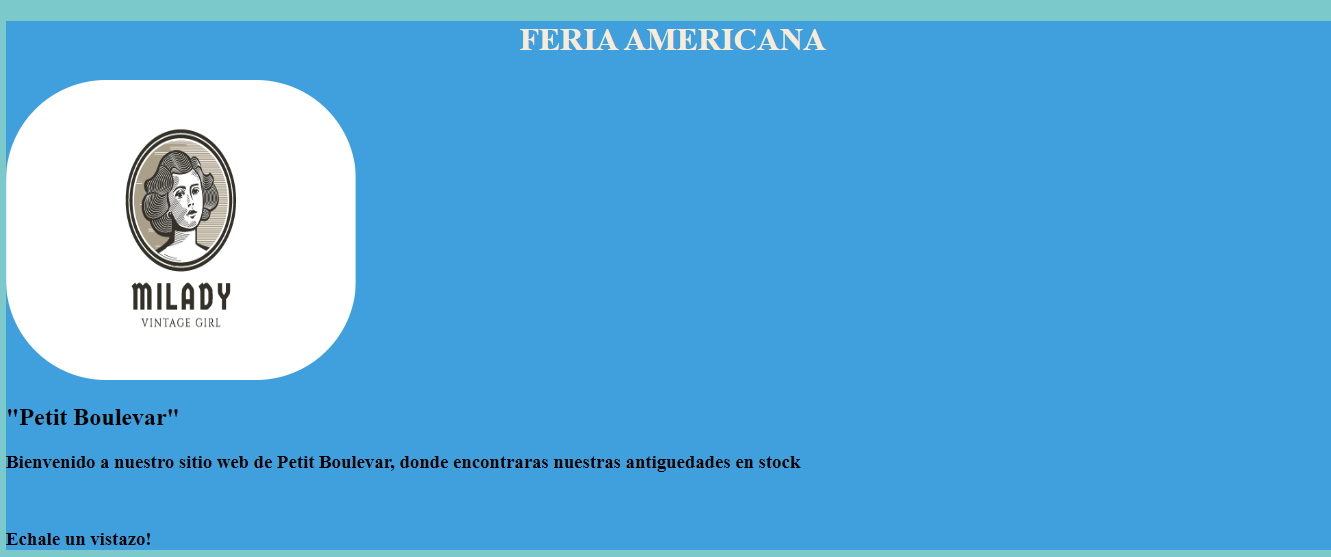 FERIA AMERICANA
MILADY
VINTAGE GIRL
"Petit Boulevar"
Bienvenido a nuestro sitio web de Petit Boulevar, donde encontraras nuestras antiguedades en stock
Echale un vistazo!